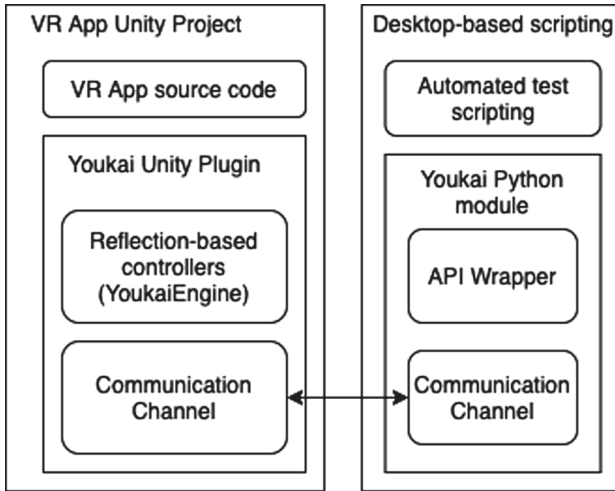 VR App Unity Project
VR App source code
Youkai Unity Plugin
Reflection-based
controllers
(YoukaiEngine)
Communication
Channel
Desktop-based scripting
Automated test
scripting
Youkai Python
module
API Wrapper
Communication
Channel